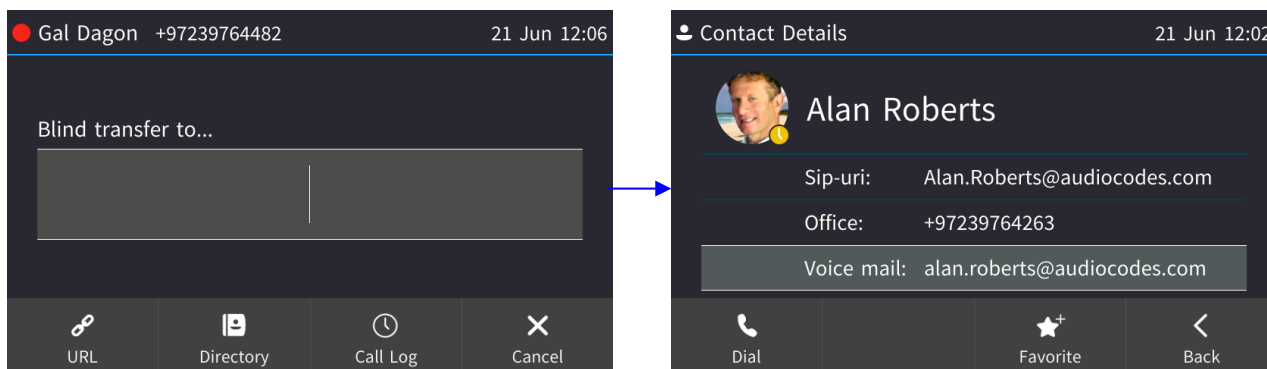 Gal Dagon +97239764482 21 Jun 12:06
Blind transfer to...
URL Directory Call Log Cancel
Contact Details 21 Jun 12:02
Alan Roberts
Sip-uri: Alan.Roberts@audiocodes.com
Office: +97239764263
Voice mail: alan.roberts@audiocodes.com
Dial Favorite Back